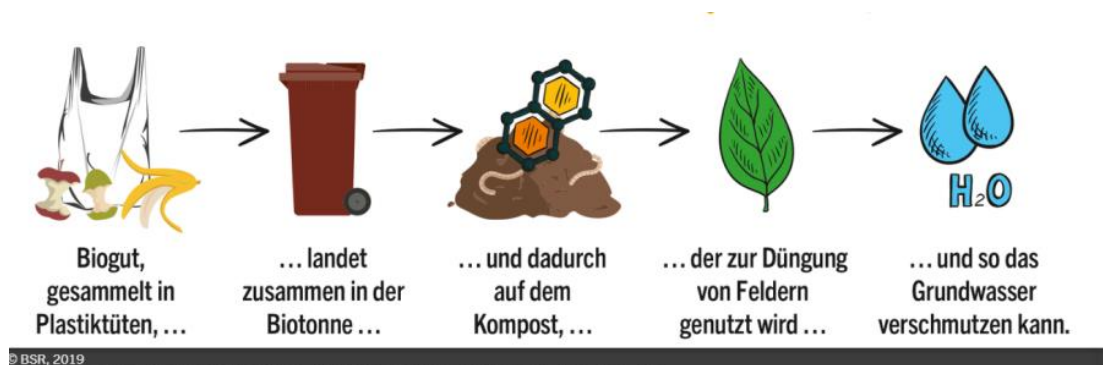 H₂O
Biogut,
gesammelt in
Plastiktüten, ...
... landet
zusammen in der
Biotonne ...
... und dadurch
auf dem
Kompost, ...
... der zur Düngung
von Feldern
genutzt wird ...
... und so das
Grundwasser
verschmutzen kann.
© BSR, 2019